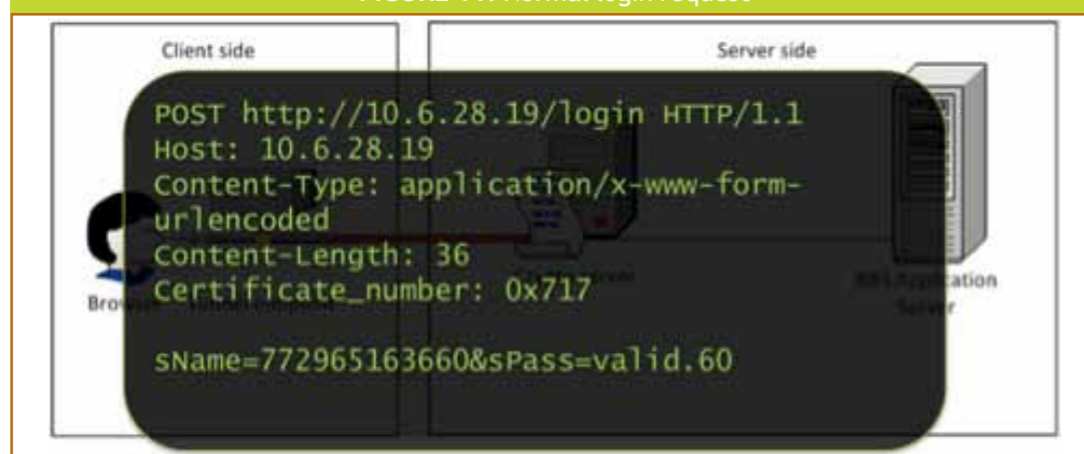 Client side
Server side
POST http://10.6.28.19/login HTTP/1.1
Host: 10.6.28.19
Content-Type: application/x-www-form-
urlencoded
Content-Length: 36
Certificate_number: 0x717
sName=772965163660&sPass=valid.60
Server